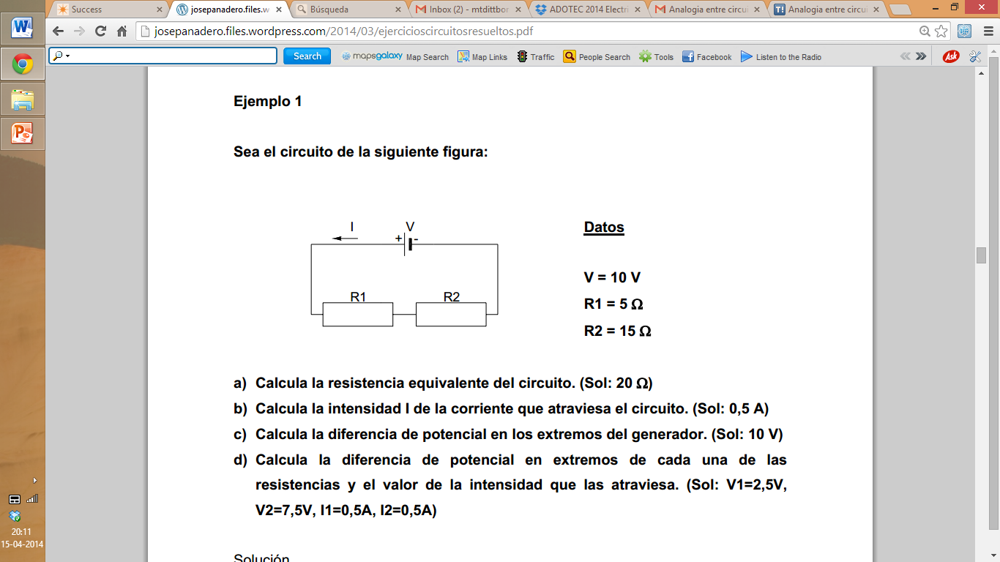 Success
josepanadero.files.w
Búsqueda
Inbox (2) - mtdittbor
ADOTEC 2014 Electri
Analogia entre circui
Analogia entre circui
josepanadero.files.wordpress.com/2014/03/ejercicioscircuitosresueltos.pdf
Search
mapsgalaxy
Map Search
Map Links
Traffic
People Search
Tools
Facebook
Listen to the Radio
Ask
Ejemplo 1
Sea el circuito de la siguiente figura:
I
V
+
-
R1
R2
Datos
V = 10 V
R1 = 5 Ω
R2 = 15 Ω
a) Calcula la resistencia equivalente del circuito. (Sol: 20 Ω)
b) Calcula la intensidad I de la corriente que atraviesa el circuito. (Sol: 0,5 A)
c) Calcula la diferencia de potencial en los extremos del generador. (Sol: 10 V)
d) Calcula la diferencia de potencial en extremos de cada una de las
resistencias y el valor de la intensidad que las atraviesa. (Sol: V1=2,5V,
V2=7,5V, I1=0,5A, I2=0,5A)
Solución
20:11
15-04-2014